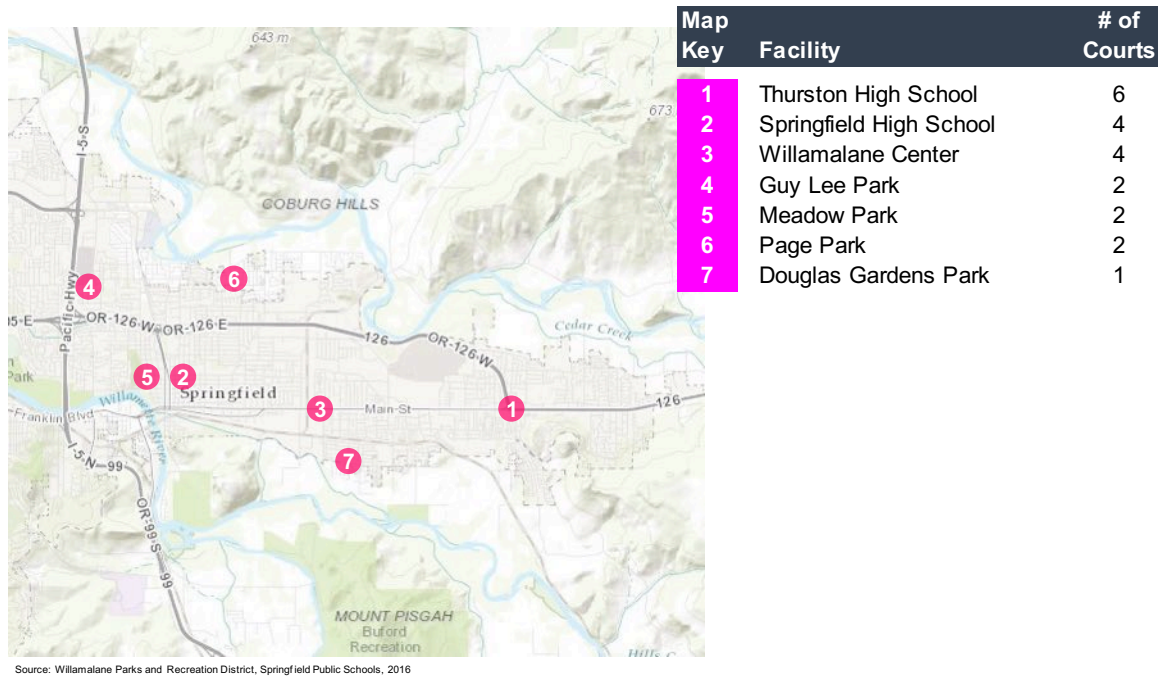 643 m
673
I-5-S
COBURG HILLS
Pacific-Hwy
05-E
OR-126-W
OR-126-E
126
OR-126-W
Cedar Creek
Park
Springfield
Willamette River
Franklin Blvd
Main-St
126
I-5-N
99
OR-99-S
99
MOUNT PISGAH
Buford
Recreation
Hills C
6
4
5
2
3
1
7
Map Key Facility # of Courts
1 Thurston High School 6
2 Springfield High School 4
3 Willamalane Center 4
4 Guy Lee Park 2
5 Meadow Park 2
6 Page Park 2
7 Douglas Gardens Park 1
Source: Willamalane Parks and Recreation District, Springfield Public Schools, 2016